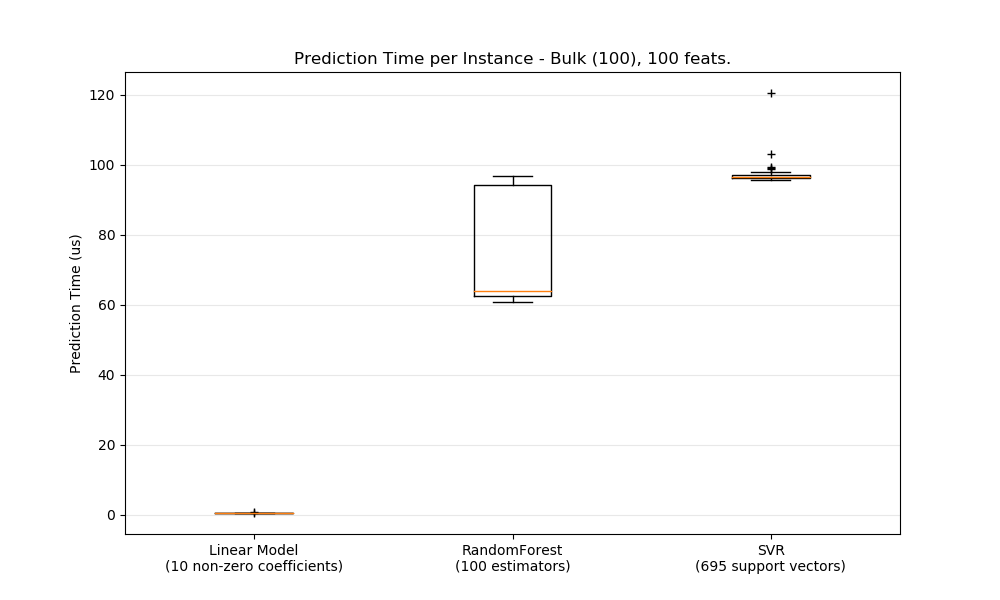 Prediction Time per Instance - Bulk (100), 100 feats.
Prediction Time (us)
120
100
80
60
40
20
0
Linear Model
(10 non-zero coefficients)
RandomForest
(100 estimators)
SVR
(695 support vectors)